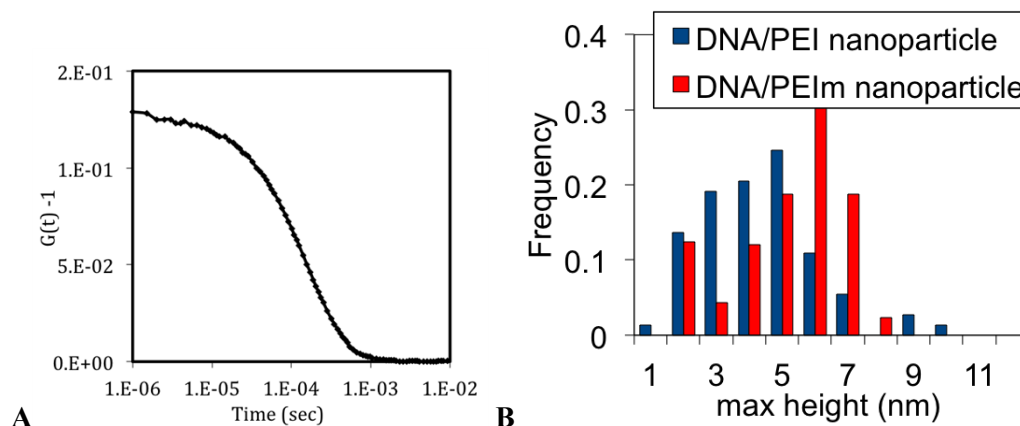 2.E-01
1.E-01
5.E-02
0.E+00
G(t) -1
1.E-06 1.E-05 1.E-04 1.E-03 1.E-02
Time (sec)
A
DNA/PEI nanoparticle
DNA/PEIm nanoparticle
0.4
0.3
0.2
0.1
0
Frequency
1 3 5 7 9 11
max height (nm)
B